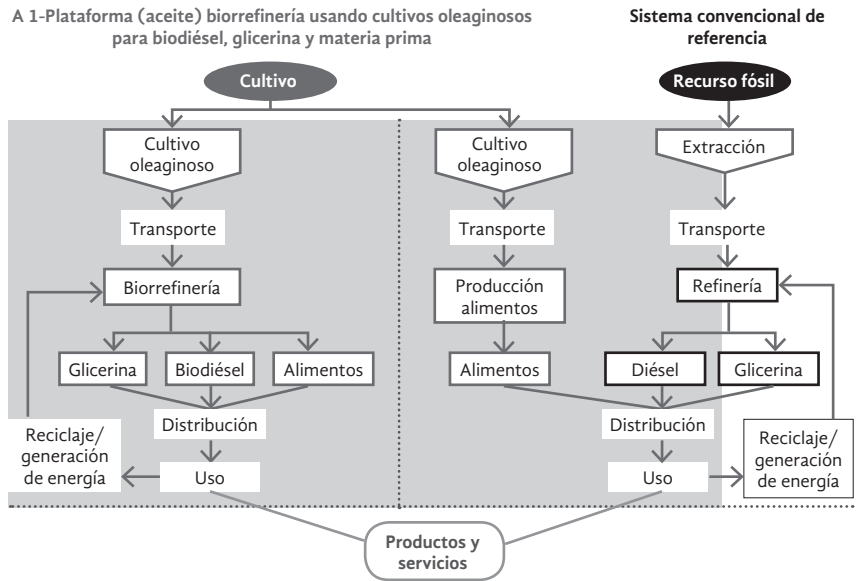 A 1-Plataforma (aceite) biorrefinería usando cultivos oleaginosos
para biodiésel, glicerina y materia prima
Sistema convencional de
referencia
Cultivo
Recurso fósil
Cultivo
oleaginoso
Cultivo
oleaginoso
Extracción
Transporte
Transporte
Transporte
Biorrefinería
Producción
alimentos
Refinería
Glicerina
Biodiésel
Alimentos
Alimentos
Diésel
Glicerina
Distribución
Distribución
Reciclaje/
generación
de energía
Uso
Uso
Reciclaje/
generación
de energía
Productos y
servicios